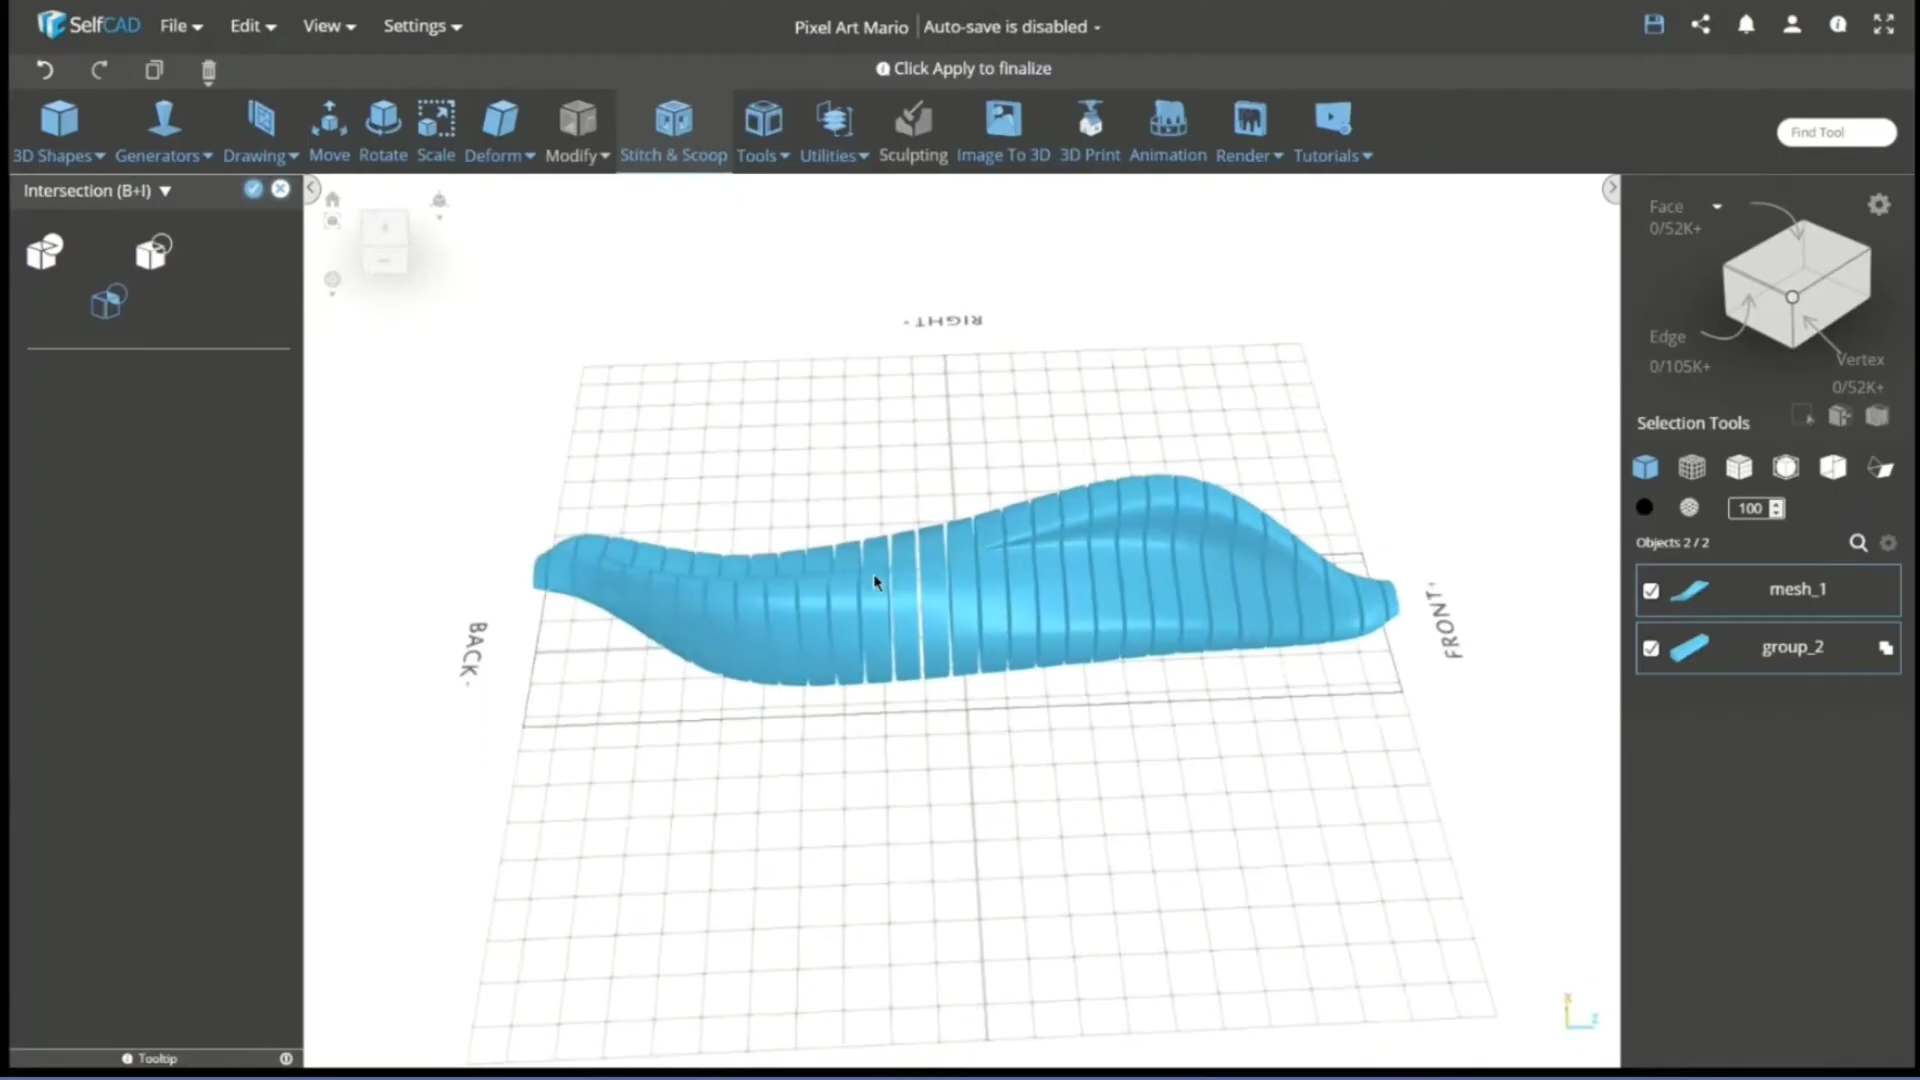 SelfCAD File Edit View Settings Pixel Art Mario Auto-save is disabled
Click Apply to finalize
3D Shapes Generators Drawing Move Rotate Scale Deform Modify Stitch & Scoop Tools Utilities Sculpting Image To 3D 3D Print Animation Render Tutorials Find Tool
Intersection (B+I)
Face
0/52K+
Edge
0/105K+
Vertex
0/52K+
Selection Tools
100
Objects 2 / 2
mesh_1
group_2
RIGHT
BACK
FRONT
Z
Tooltip